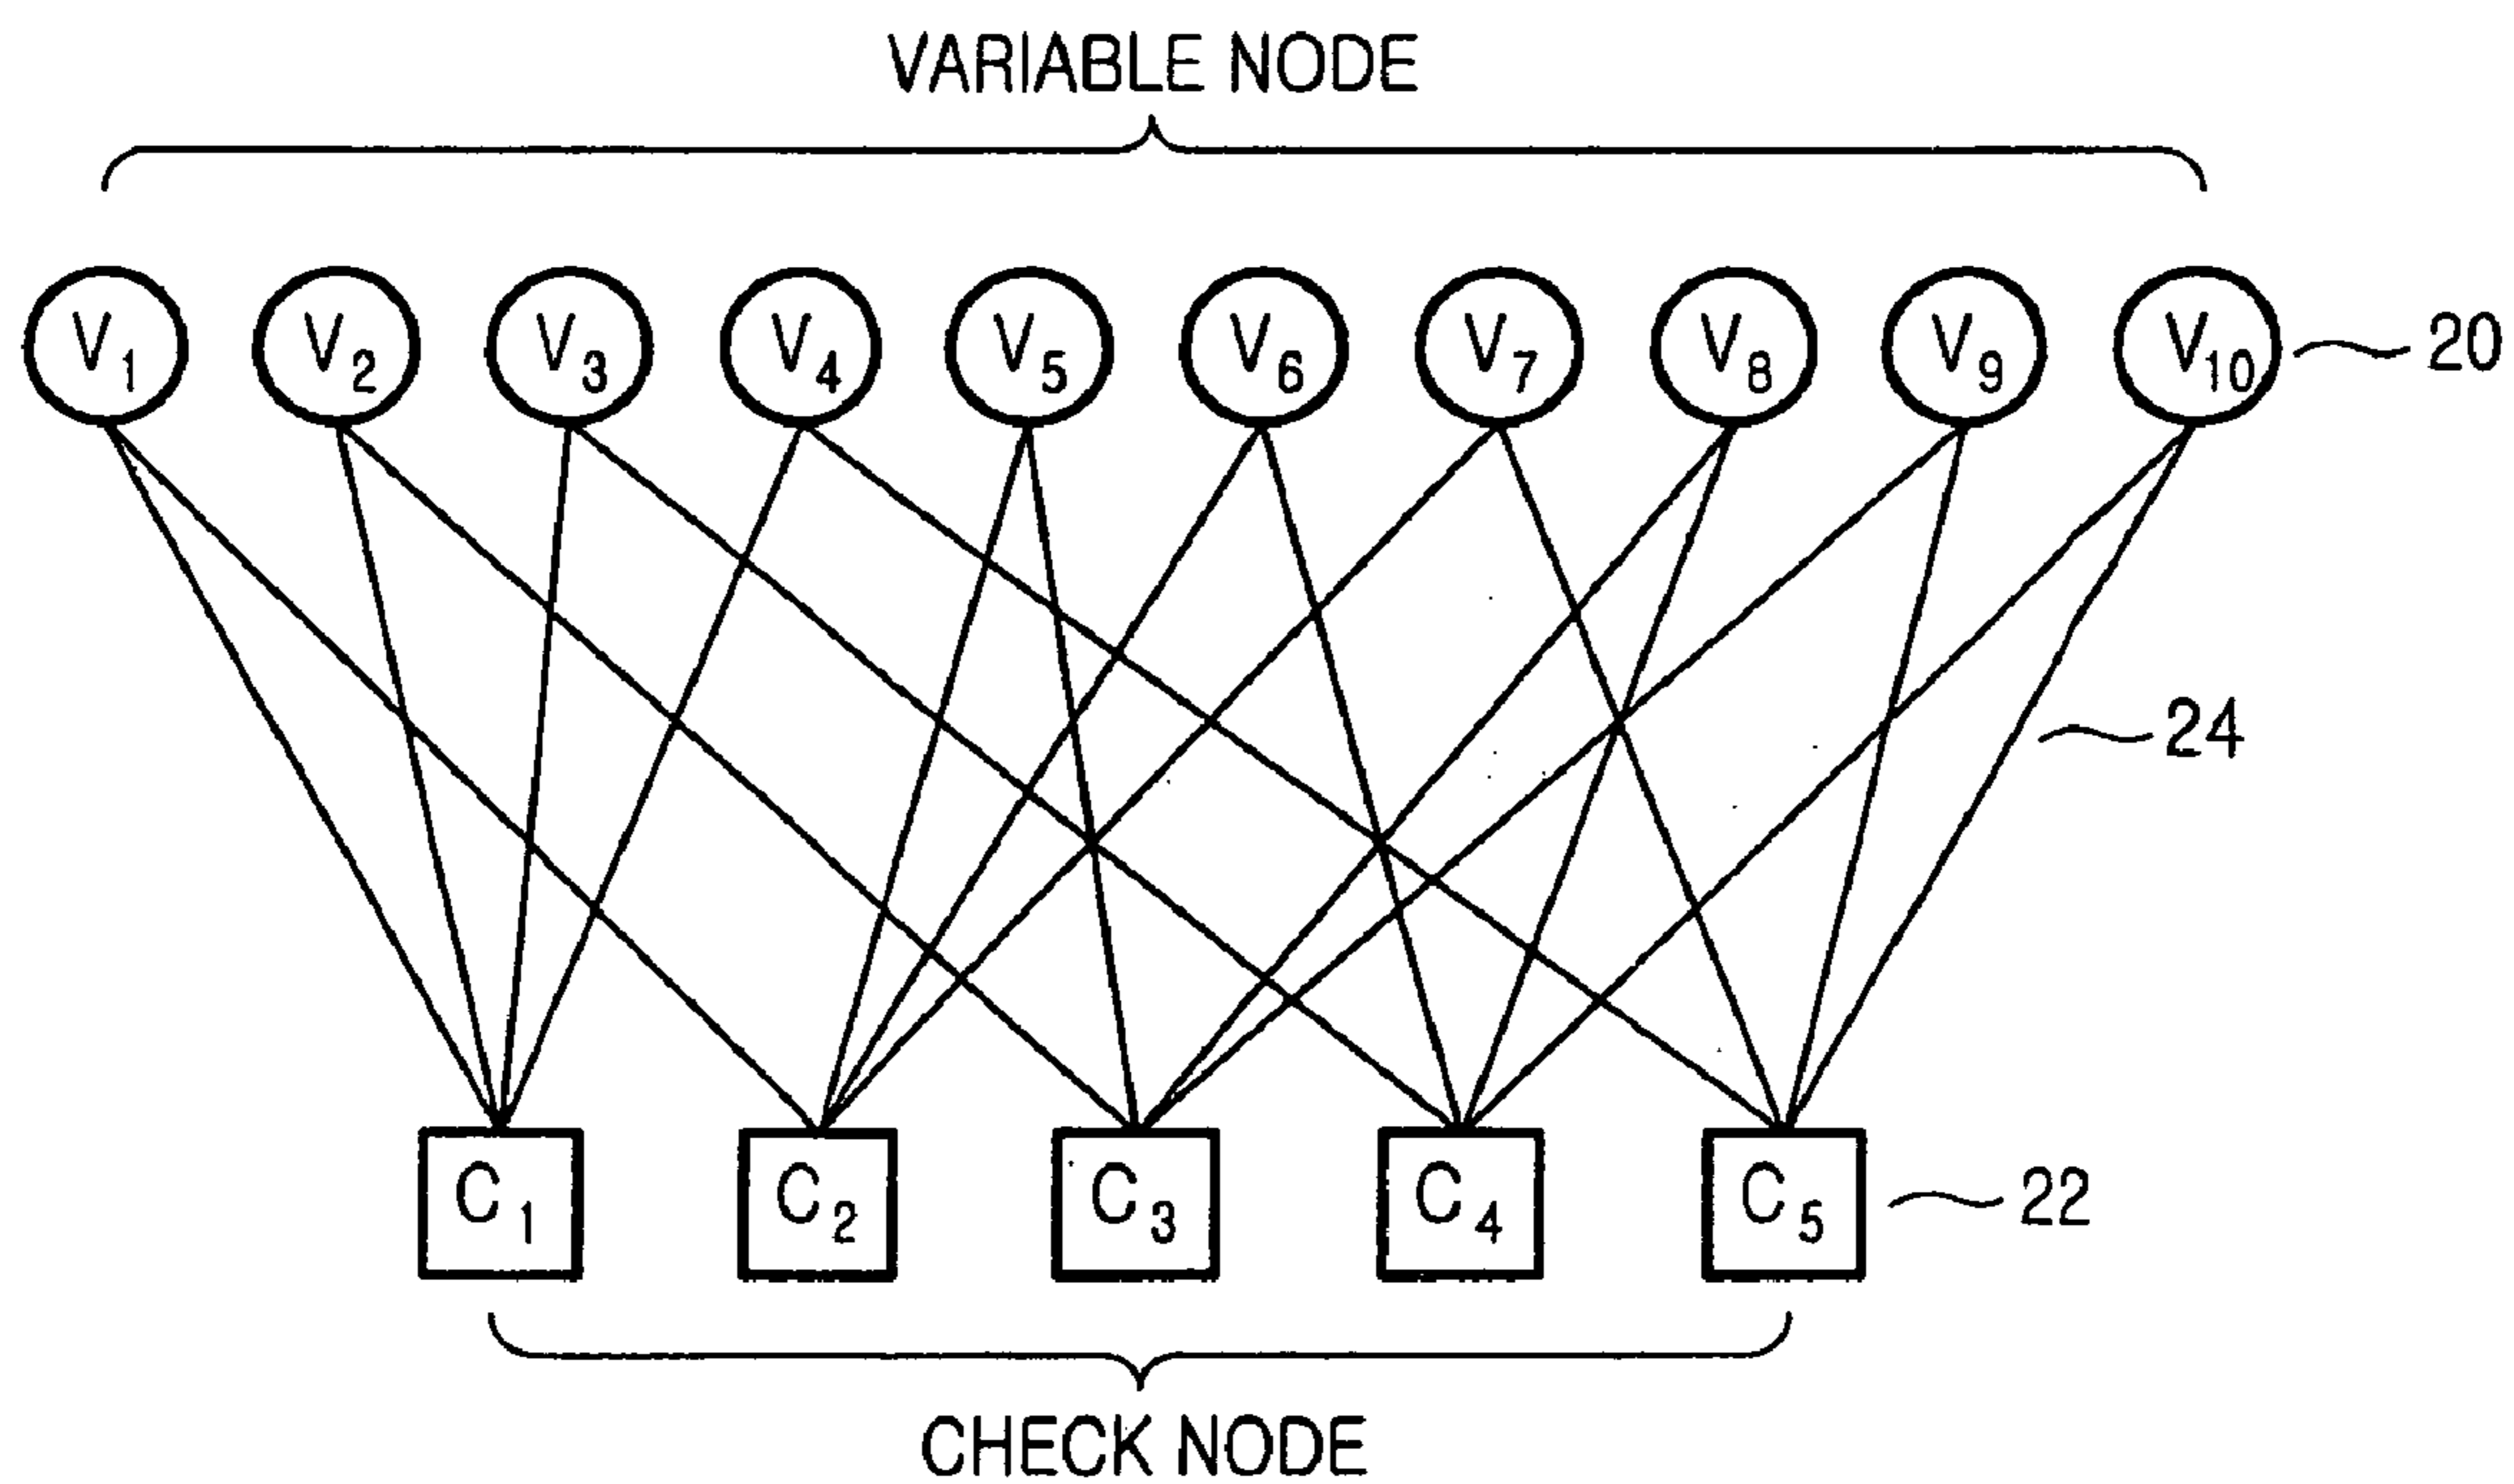 VARIABLE NODE
V1 V2 V3 V4 V5 V6 V7 V8 V9 V10 20
24
C1 C2 C3 C4 C5 22
CHECK NODE